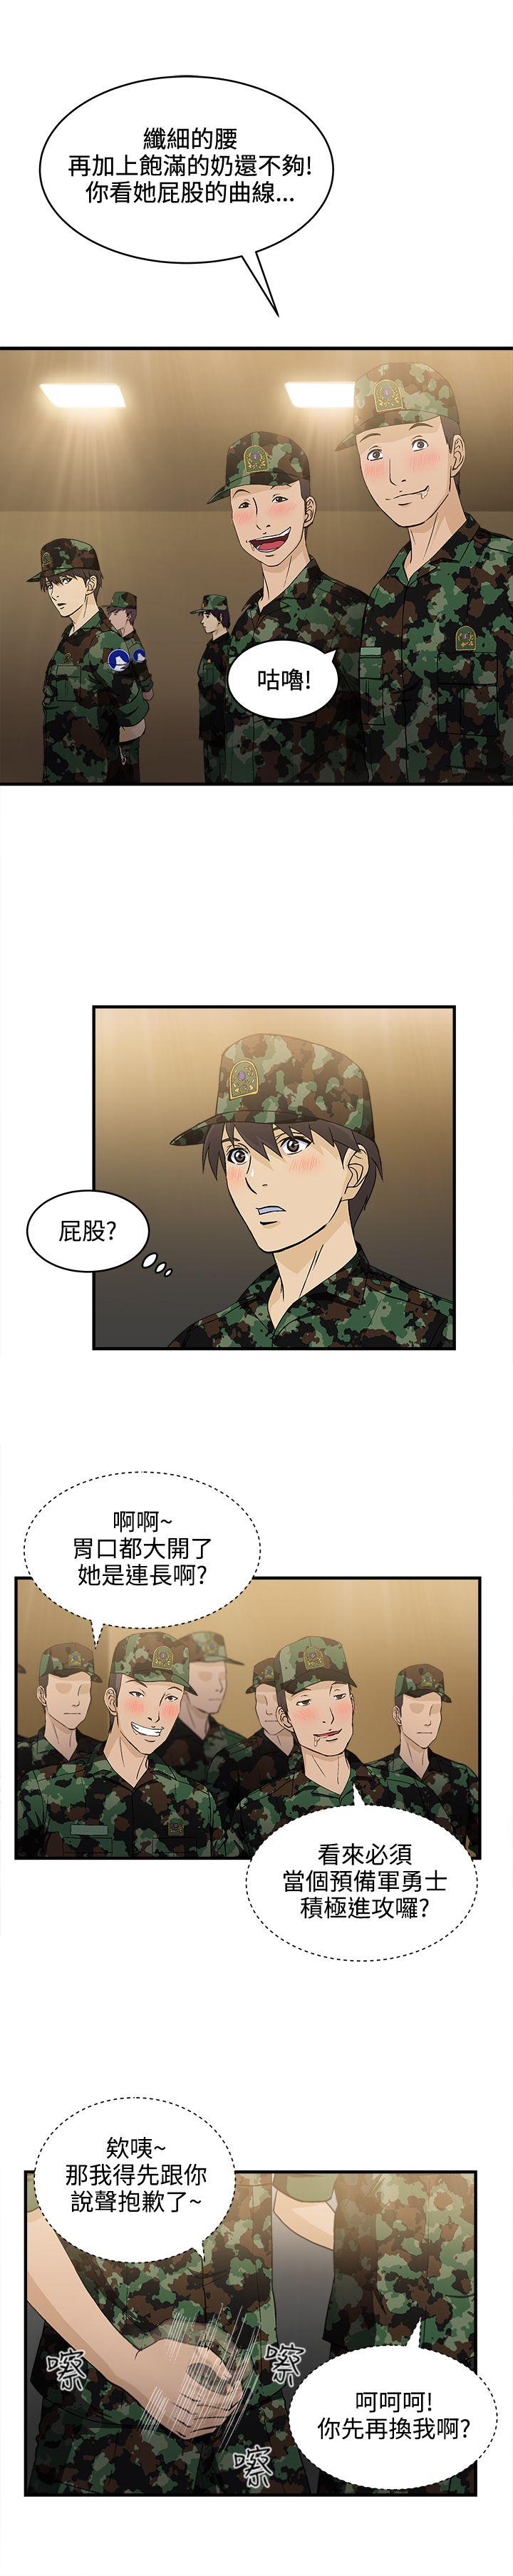 纖細的腰
再加上飽滿的奶還不夠!
你看她屁股的曲線...
咕嚕!
屁股?
啊啊~
胃口都大開了
她是連長啊?
看來必須
當個預備軍勇士
積極進攻囉?
欸咦~
那我得先跟你
說聲抱歉了~
嚓
嚓
嚓
呵呵呵!
你先再換我啊?